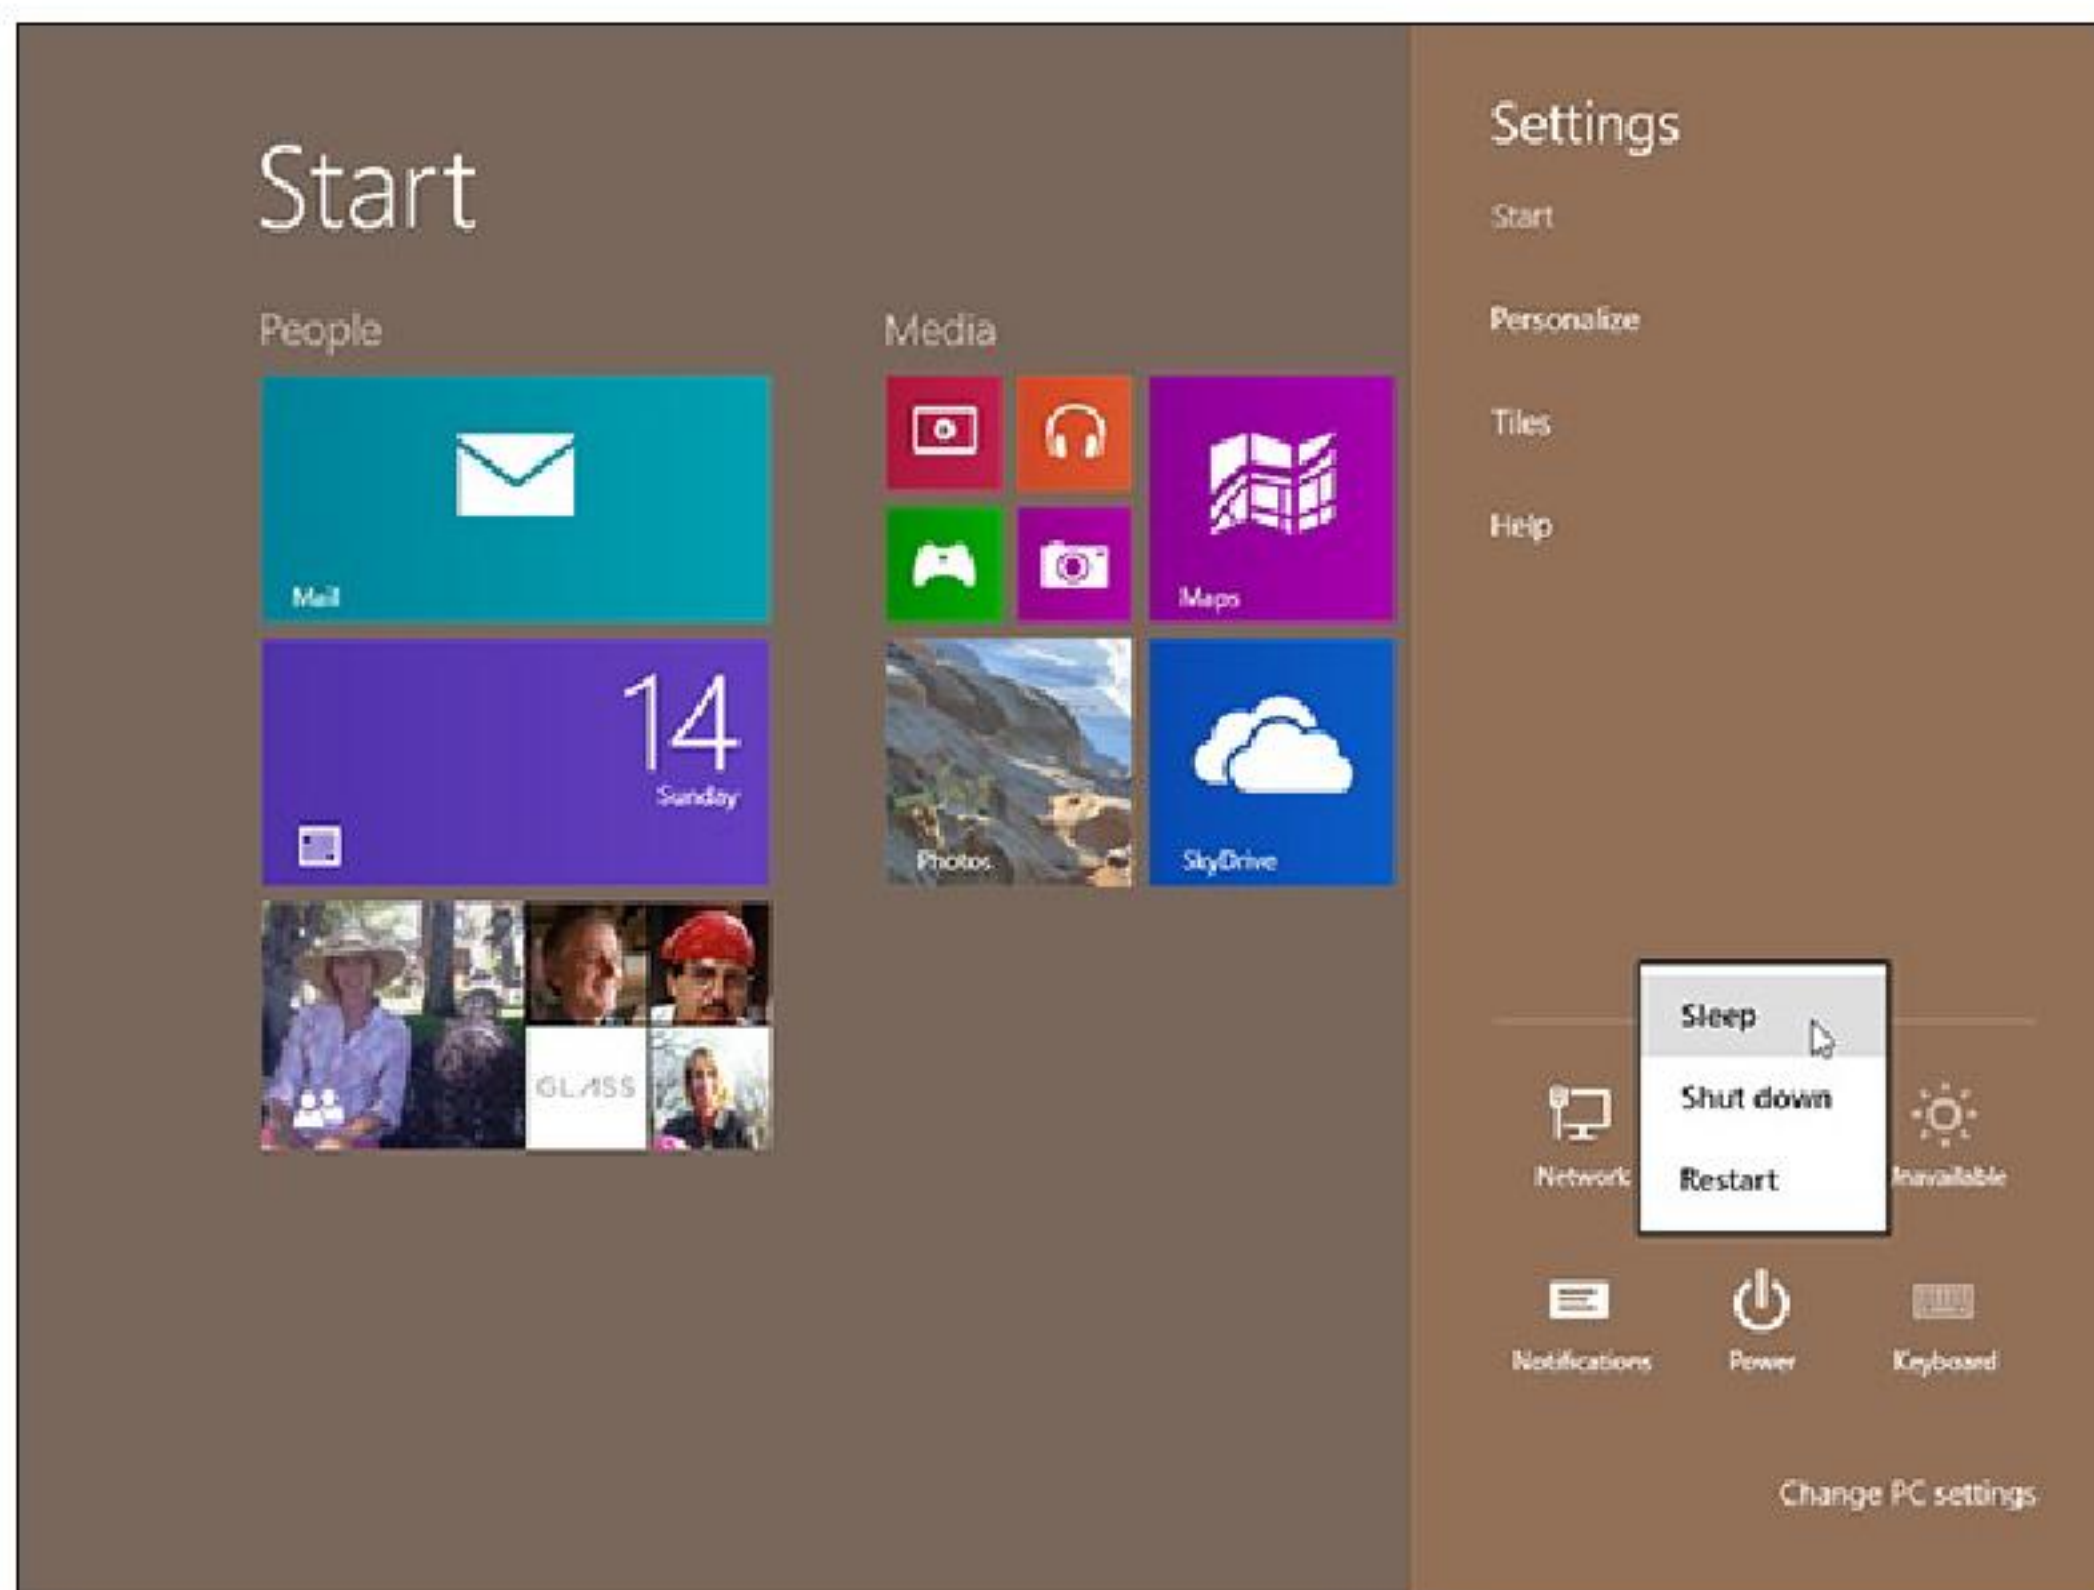 Start
People
Media
Mail
Maps
14
Sunday
Photos
SkyDrive
GLASS
Settings
Start
Personalize
Tiles
Help
Sleep
Shut down
Restart
Network
Notifications
Power
Keyboard
Change PC settings